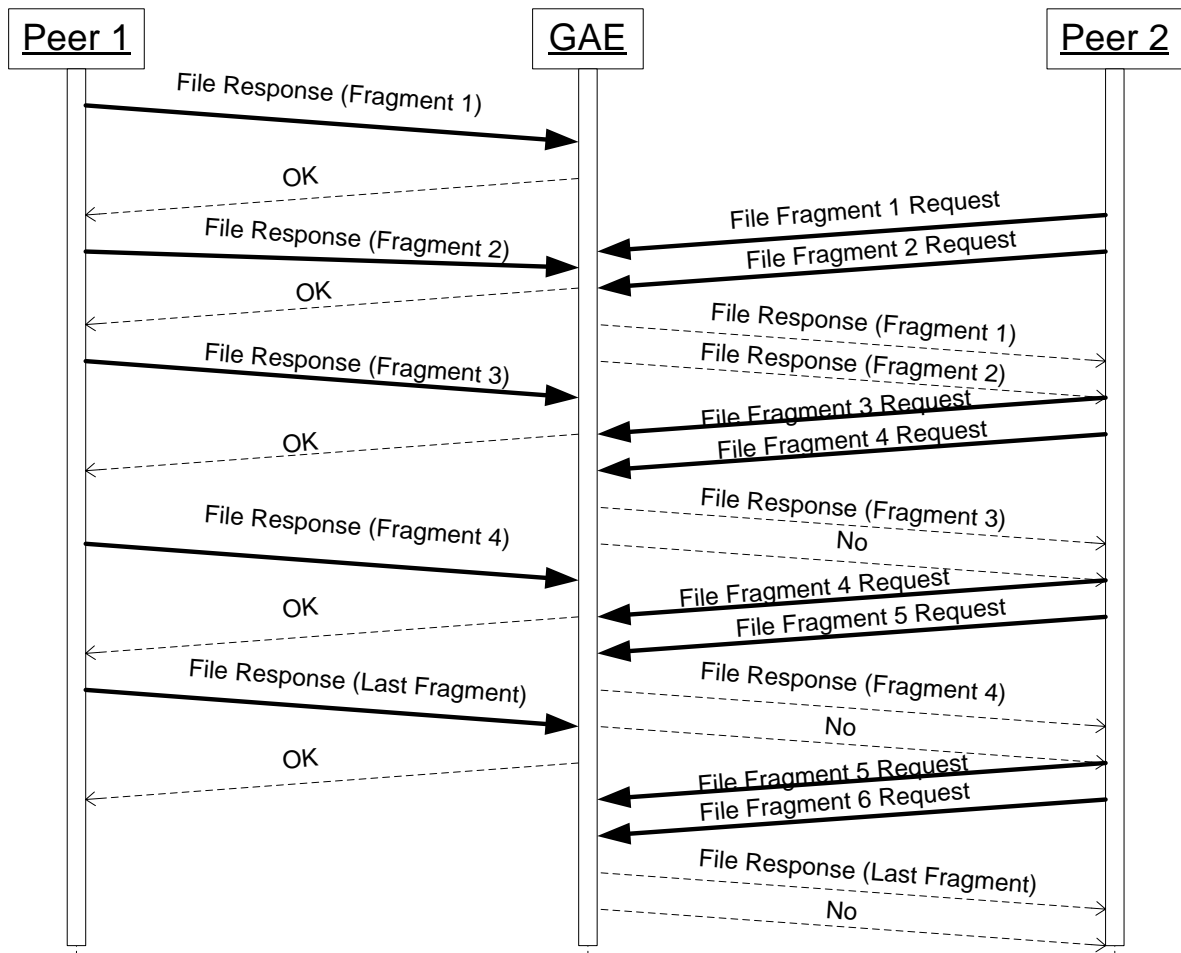 Peer 1
GAE
Peer 2
File Response (Fragment 1)
OK
File Fragment 1 Request
File Response (Fragment 2)
File Fragment 2 Request
OK
File Response (Fragment 1)
File Response (Fragment 3)
File Response (Fragment 2)
File Fragment 3 Request
OK
File Fragment 4 Request
File Response (Fragment 4)
File Response (Fragment 3)
No
File Fragment 4 Request
OK
File Fragment 5 Request
File Response (Last Fragment)
File Response (Fragment 4)
No
OK
File Fragment 5 Request
File Fragment 6 Request
File Response (Last Fragment)
No